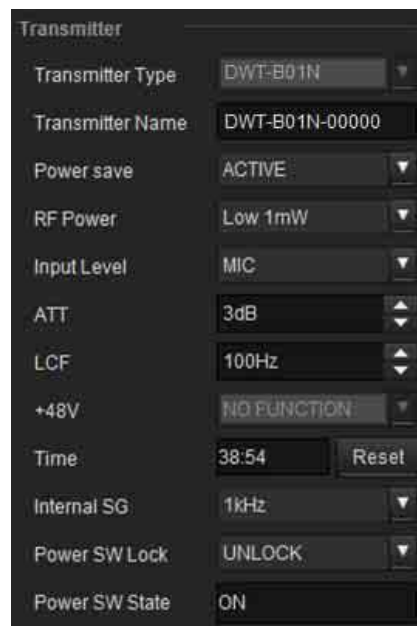 Transmitter
Transmitter Type DWT-B01N
Transmitter Name DWT-B01N-00000
Power save ACTIVE
RF Power Low 1mW
Input Level MIC
ATT 3dB
LCF 100Hz
+48V NO FUNCTION
Time 38:54 Reset
Internal SG 1kHz
Power SW Lock UNLOCK
Power SW State ON